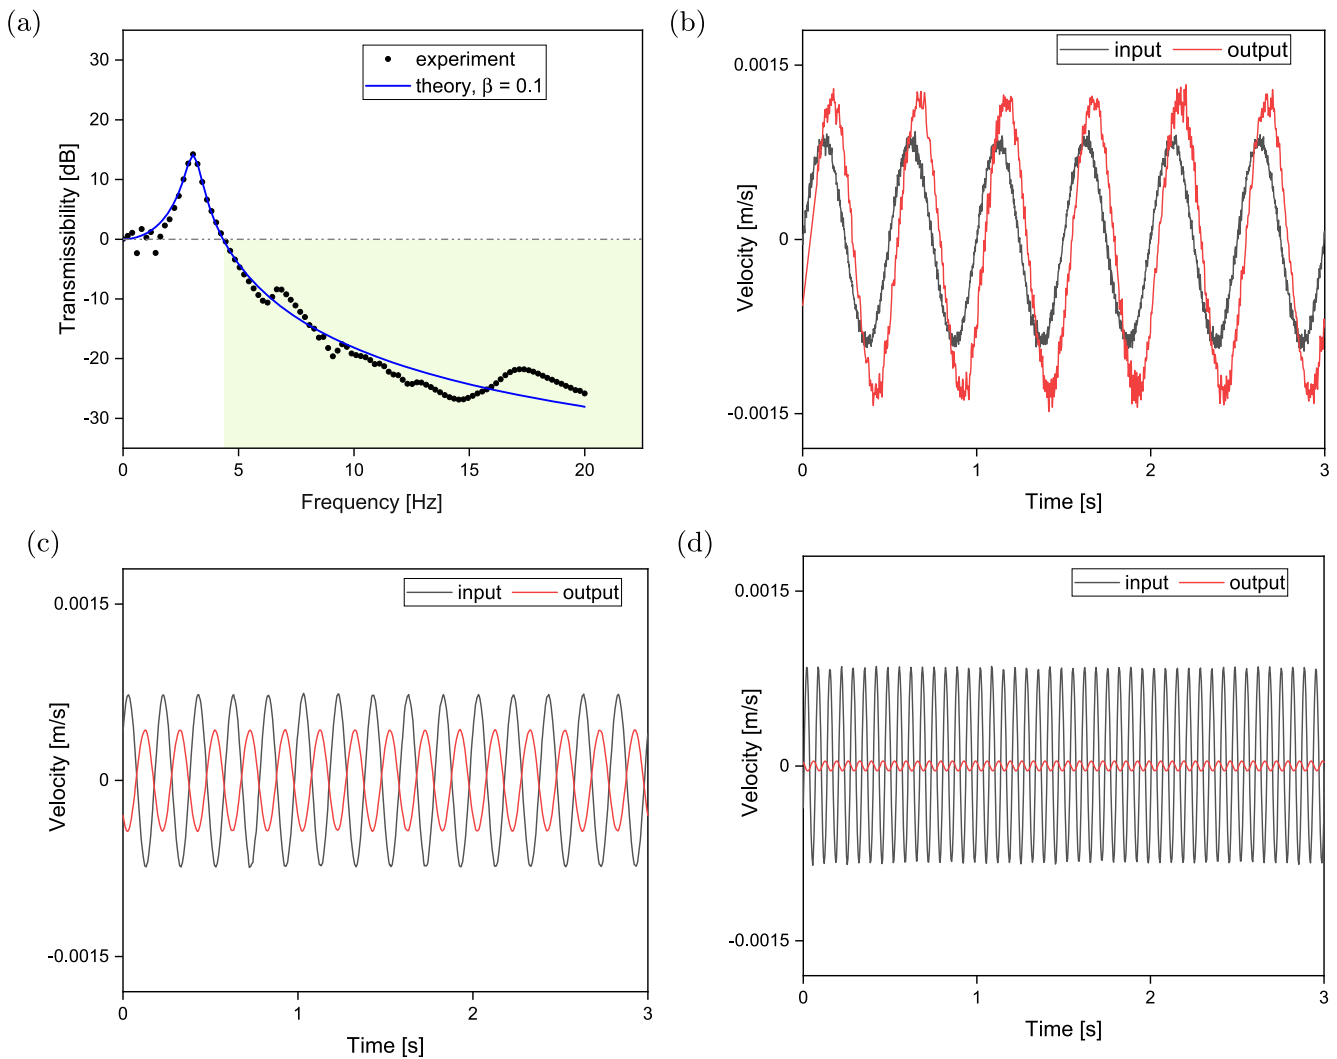 (a)
30
20
10
0
-10
-20
-30
Transmissibility [dB]
experiment
theory, β = 0.1
0
5
10
15
20
Frequency [Hz]
(b)
0.0015
0
-0.0015
Velocity [m/s]
input
output
0
1
2
3
Time [s]
(c)
0.0015
0
-0.0015
Velocity [m/s]
input
output
0
1
2
3
Time [s]
(d)
0.0015
0
-0.0015
Velocity [m/s]
input
output
0
1
2
3
Time [s]